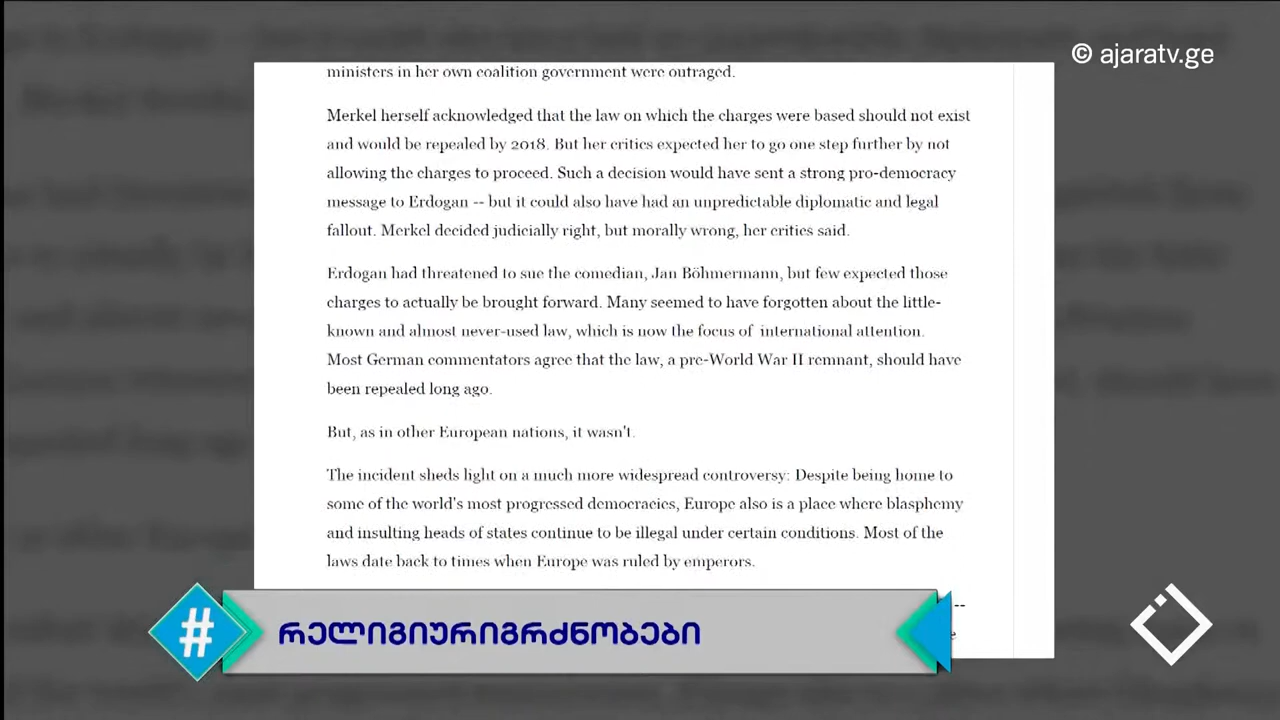 © ajaratv.ge
ministers in her own coalition government were outraged.
Merkel herself acknowledged that the law on which the charges were based should not exist
and would be repealed by 2018. But her critics expected her to go one step further by not
allowing the charges to proceed. Such a decision would have sent a strong pro-democracy
message to Erdogan -- but it could also have had an unpredictable diplomatic and legal
fallout. Merkel decided judicially right, but morally wrong, her critics said.
Erdogan had threatened to sue the comedian, Jan Böhmermann, but few expected those
charges to actually be brought forward. Many seemed to have forgotten about the little-
known and almost never-used law, which is now the focus of international attention.
Most German commentators agree that the law, a pre-World War II remnant, should have
been repealed long ago.
But, as in other European nations, it wasn't.
The incident sheds light on a much more widespread controversy: Despite being home to
some of the world's most progressed democracies, Europe also is a place where blasphemy
and insulting heads of states continue to be illegal under certain conditions. Most of the
laws date back to times when Europe was ruled by emperors.
--
# რელიგიურიგრძნობები